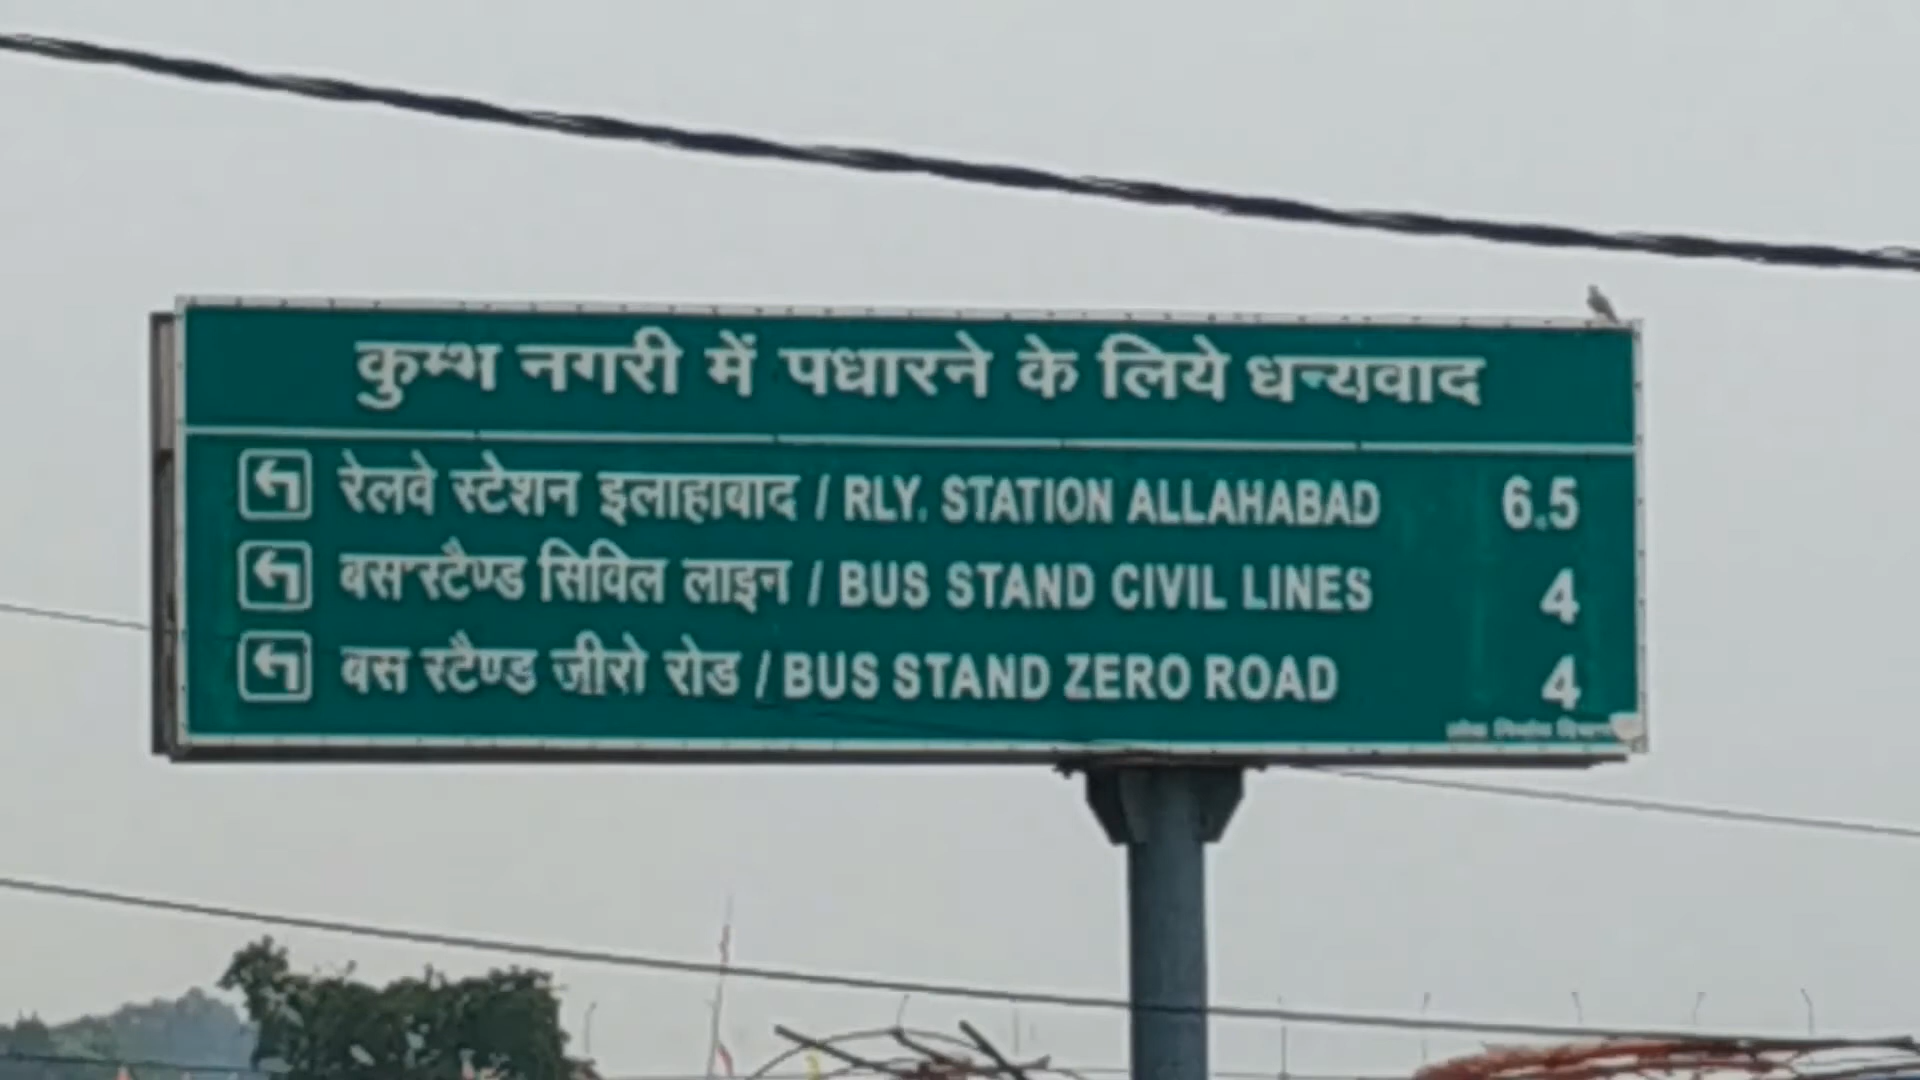 कुम्भ नगरी में पधारने के लिये धन्यवाद
रेलवे स्टेशन इलाहाबाद / RLY. STATION ALLAHABAD 6.5
बस स्टैण्ड सिविल लाइन / BUS STAND CIVIL LINES 4
बस स्टैण्ड जीरो रोड / BUS STAND ZERO ROAD 4